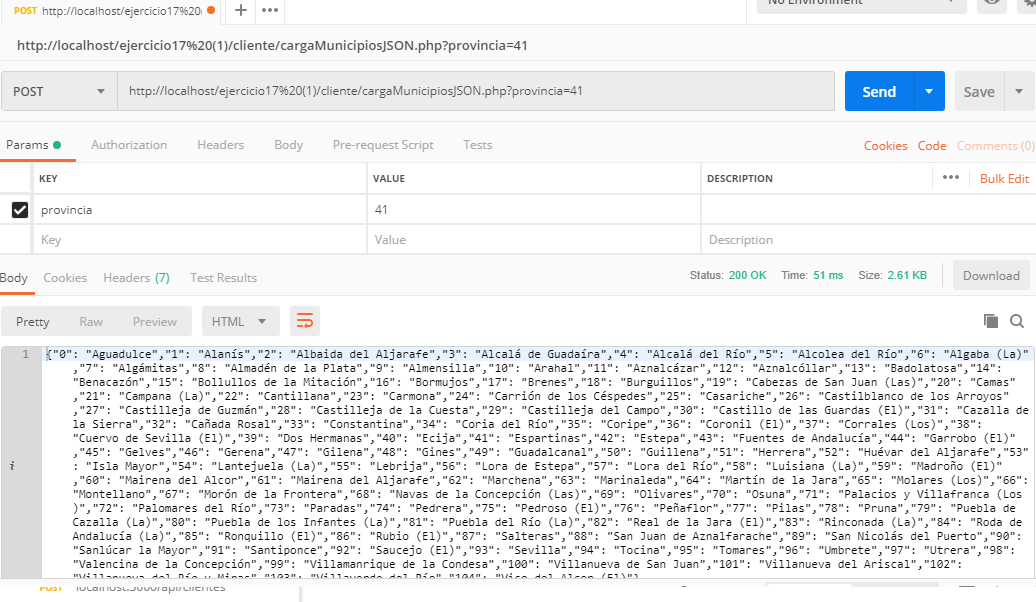 POST http://localhost/ejercicio17%20( + •••
No Environment
http://localhost/ejercicio17%20(1)/cliente/cargaMunicipiosJSON.php?provincia=41
POST http://localhost/ejercicio17%20(1)/cliente/cargaMunicipiosJSON.php?provincia=41 Send Save
Params Authorization Headers Body Pre-request Script Tests Cookies Code Comments (0)
KEY VALUE DESCRIPTION ••• Bulk Edit
provincia 41
Key Value Description
Body Cookies Headers (7) Test Results Status: 200 OK Time: 51 ms Size: 2.61 KB Download
Pretty Raw Preview HTML
1 {"0": "Aguadulce","1": "Alanís","2": "Albaida del Aljarafe","3": "Alcalá de Guadaíra","4": "Alcalá del Río","5": "Alcolea del Río","6": "Algaba (La)"
,"7": "Algámitas","8": "Almadén de la Plata","9": "Almensilla","10": "Arahal","11": "Aznalcázar","12": "Aznalcóllar","13": "Badolatosa","14":
"Benacazón","15": "Bollullos de la Mitación","16": "Bormujos","17": "Brenes","18": "Burguillos","19": "Cabezas de San Juan (Las)","20": "Camas"
,"21": "Campana (La)","22": "Cantillana","23": "Carmona","24": "Carrión de los Céspedes","25": "Casariche","26": "Castilblanco de los Arroyos"
,"27": "Castilleja de Guzmán","28": "Castilleja de la Cuesta","29": "Castilleja del Campo","30": "Castillo de las Guardas (El)","31": "Cazalla de
la Sierra","32": "Cañada Rosal","33": "Constantina","34": "Coria del Río","35": "Coripe","36": "Coronil (El)","37": "Corrales (Los)","38":
"Cuervo de Sevilla (El)","39": "Dos Hermanas","40": "Ecija","41": "Espartinas","42": "Estepa","43": "Fuentes de Andalucía","44": "Garrobo (El)"
,"45": "Gelves","46": "Gerena","47": "Gilena","48": "Gines","49": "Guadalcanal","50": "Guillena","51": "Herrera","52": "Huévar del Aljarafe","53"
: "Isla Mayor","54": "Lantejuela (La)","55": "Lebrija","56": "Lora de Estepa","57": "Lora del Río","58": "Luisiana (La)","59": "Madroño (El)"
,"60": "Mairena del Alcor","61": "Mairena del Aljarafe","62": "Marchena","63": "Marinaleda","64": "Martín de la Jara","65": "Molares (Los)","66":
"Montellano","67": "Morón de la Frontera","68": "Navas de la Concepción (Las)","69": "Olivares","70": "Osuna","71": "Palacios y Villafranca (Los
)","72": "Palomares del Río","73": "Paradas","74": "Pedrera","75": "Pedroso (El)","76": "Peñaflor","77": "Pilas","78": "Pruna","79": "Puebla de
Cazalla (La)","80": "Puebla de los Infantes (La)","81": "Puebla del Río (La)","82": "Real de la Jara (El)","83": "Rinconada (La)","84": "Roda de
Andalucía (La)","85": "Ronquillo (El)","86": "Rubio (El)","87": "Salteras","88": "San Juan de Aznalfarache","89": "San Nicolás del Puerto","90":
"Sanlúcar la Mayor","91": "Santiponce","92": "Saucejo (El)","93": "Sevilla","94": "Tocina","95": "Tomares","96": "Umbrete","97": "Utrera","98":
"Valencina de la Concepción","99": "Villamanrique de la Condesa","100": "Villanueva de San Juan","101": "Villanueva del Ariscal","102":
"Villanueva del Río y Minas","103": "Villaverde del Río","104": "Viso del Alcor (El)"}
POST localhost:3000/api/clientes